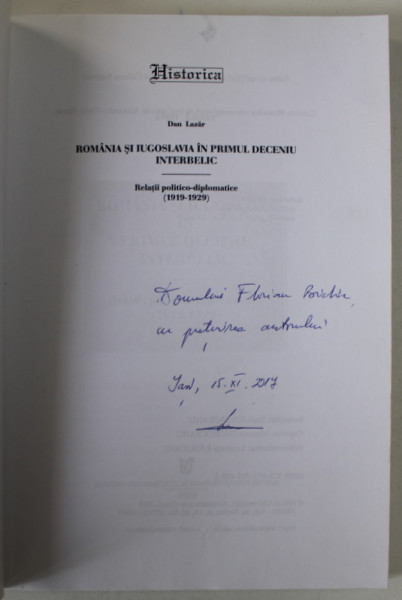 Historica
Dan Lazăr
ROMÂNIA ȘI IUGOSLAVIA ÎN PRIMUL DECENIU
INTERBELIC
Relații politico-diplomatice
(1919-1929)
Domnului Florian
cu prețuirea autorului
Iași, 15.XI.2017